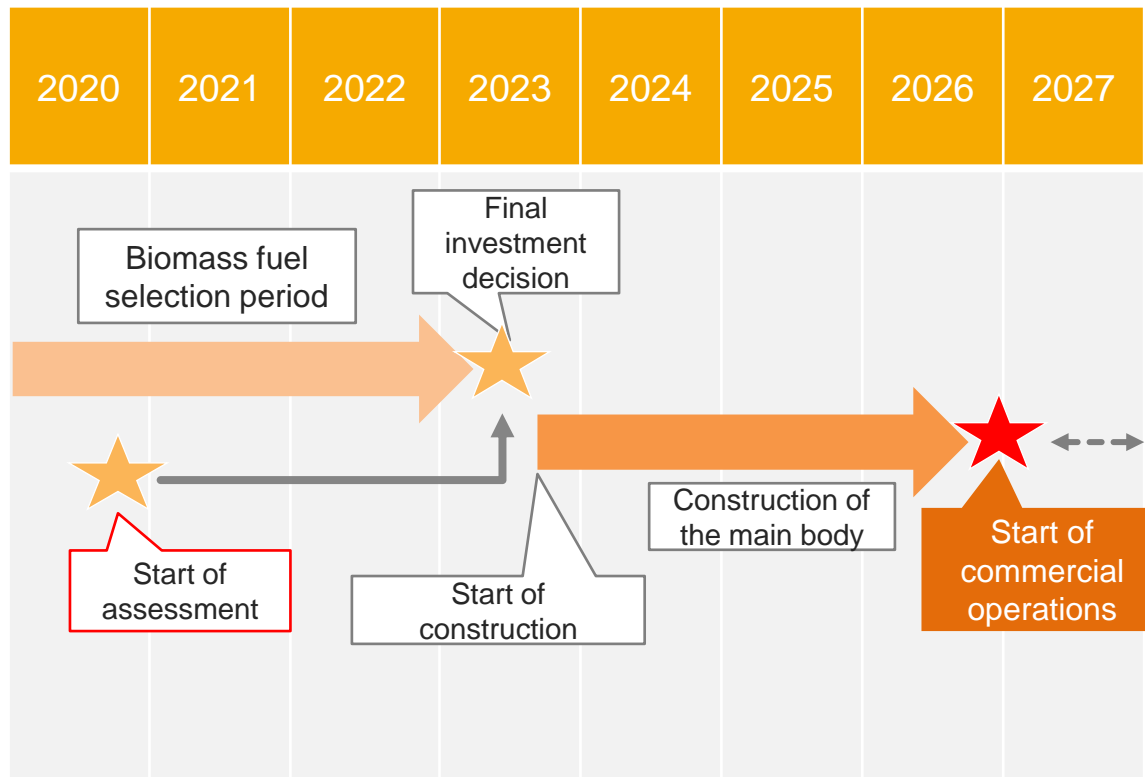 2020 2021 2022 2023 2024 2025 2026 2027
Final
investment
decision
Biomass fuel
selection period
Start of
assessment
Start of
construction
Construction of
the main body
Start of
commercial
operations